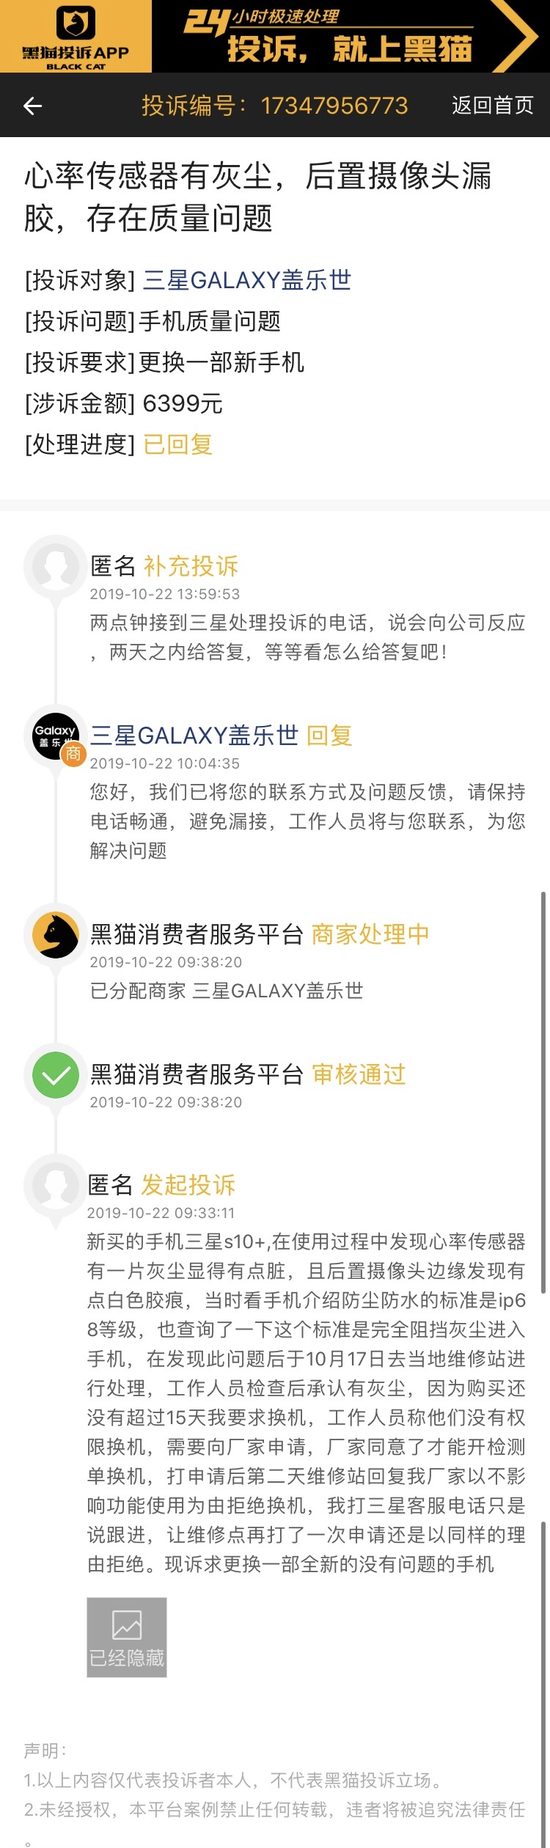 黑猫投诉APP
BLACK CAT
24小时极速处理
投诉，就上黑猫
投诉编号：17347956773
返回首页
心率传感器有灰尘，后置摄像头漏
胶，存在质量问题
[投诉对象] 三星GALAXY盖乐世
[投诉问题]手机质量问题
[投诉要求]更换一部新手机
[涉诉金额] 6399元
[处理进度] 已回复
匿名 补充投诉
2019-10-22 13:59:53
两点钟接到三星处理投诉的电话，说会向公司反应
，两天之内给答复，等等看怎么给答复吧！
Galaxy
盖乐世
商
三星GALAXY盖乐世 回复
2019-10-22 10:04:35
您好，我们已将您的联系方式及问题反馈，请保持
电话畅通，避免漏接，工作人员将与您联系，为您
解决问题
黑猫消费者服务平台 商家处理中
2019-10-22 09:38:20
已分配商家 三星GALAXY盖乐世
黑猫消费者服务平台 审核通过
2019-10-22 09:38:20
匿名 发起投诉
2019-10-22 09:33:11
新买的手机三星s10+,在使用过程中发现心率传感器
有一片灰尘显得有点脏，且后置摄像头边缘发现有
点白色胶痕，当时看手机介绍防尘防水的标准是ip6
8等级，也查询了一下这个标准是完全阻挡灰尘进入
手机，在发现此问题后于10月17日去当地维修站进
行处理，工作人员检查后承认有灰尘，因为购买还
没有超过15天我要求换机，工作人员称他们没有权
限换机，需要向厂家申请，厂家同意了才能开检测
单换机，打申请后第二天维修站回复我厂家以不影
响功能使用为由拒绝换机，我打三星客服电话只是
说跟进，让维修点再打了一次申请还是以同样的理
由拒绝。现诉求更换一部全新的没有问题的手机
已经隐藏
声明：
1.以上内容仅代表投诉者本人，不代表黑猫投诉立场。
2.未经授权，本平台案例禁止任何转载，违者将被追究法律责任
。